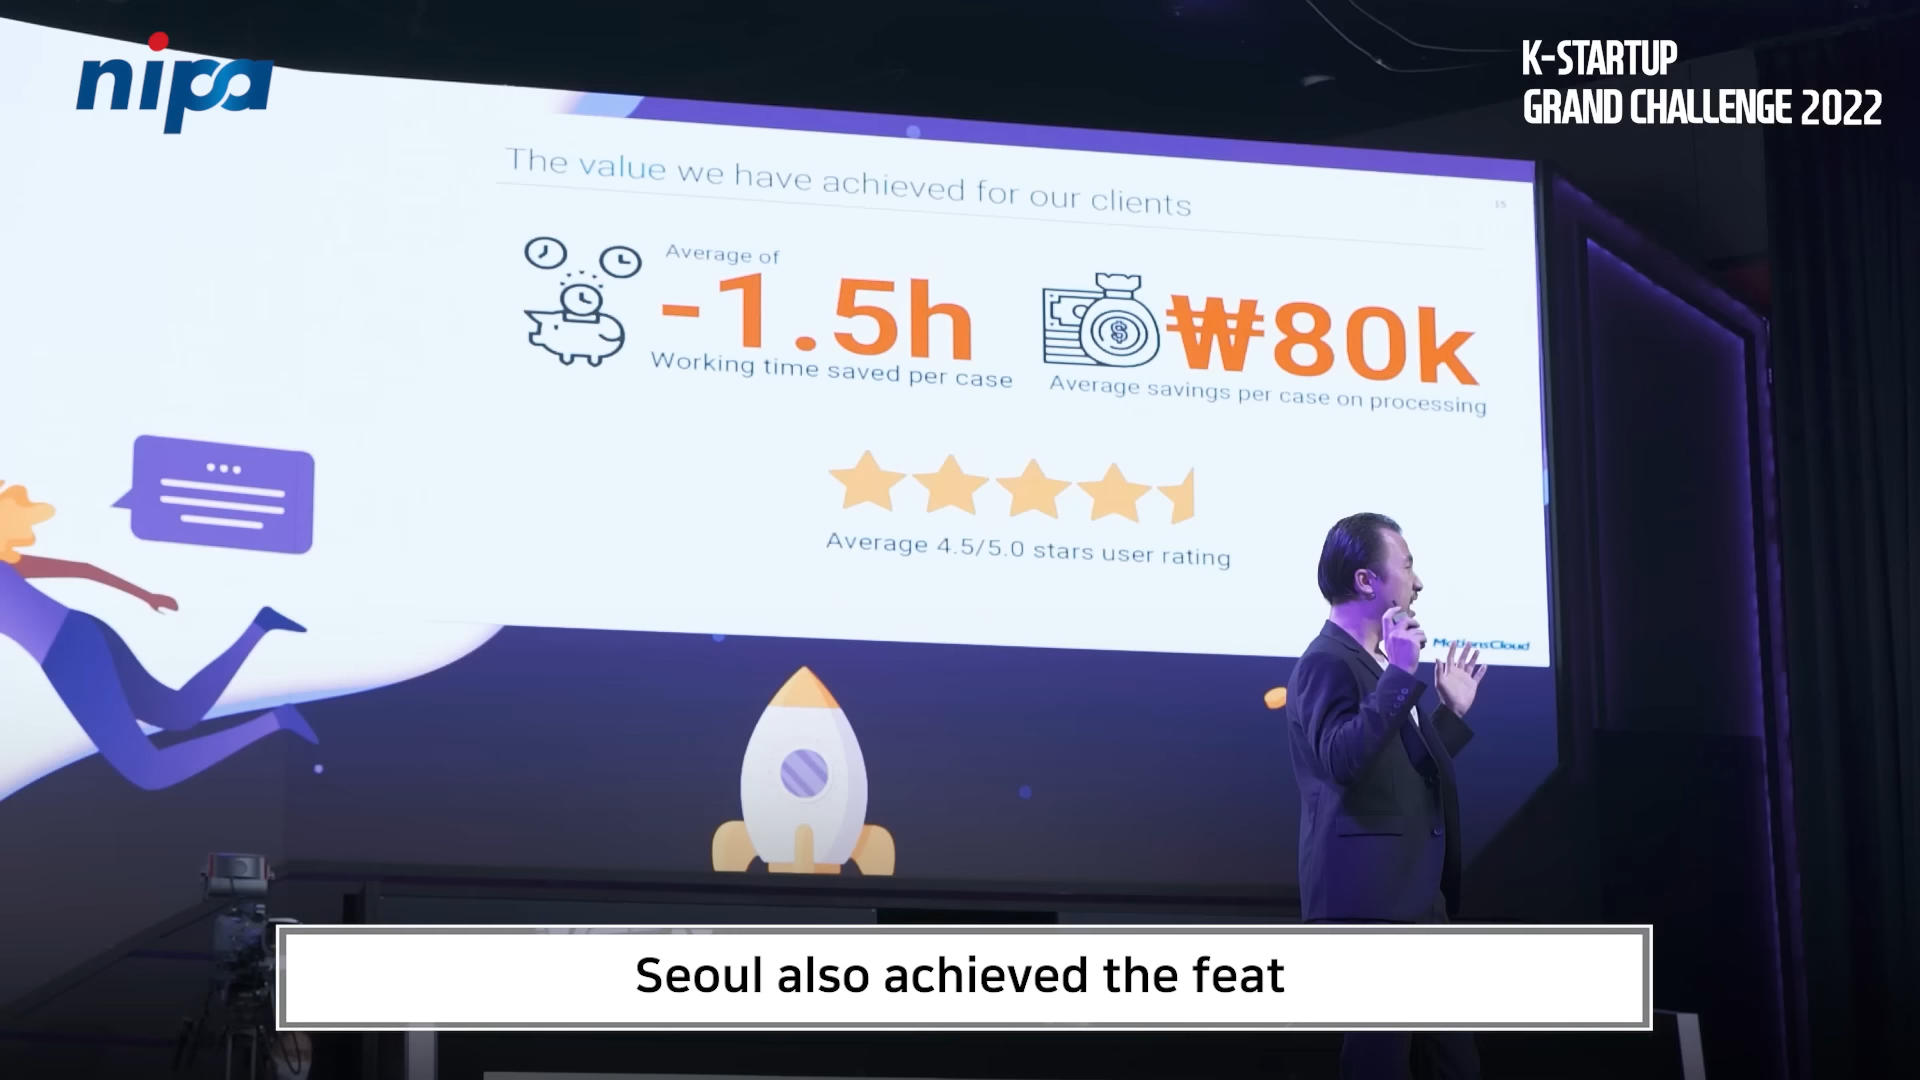 nipa
K-STARTUP
GRAND CHALLENGE 2022
The value we have achieved for our clients
15
Average of
-1.5h
Working time saved per case
₩80k
Average savings per case on processing
Average 4.5/5.0 stars user rating
MotionsCloud
Seoul also achieved the feat